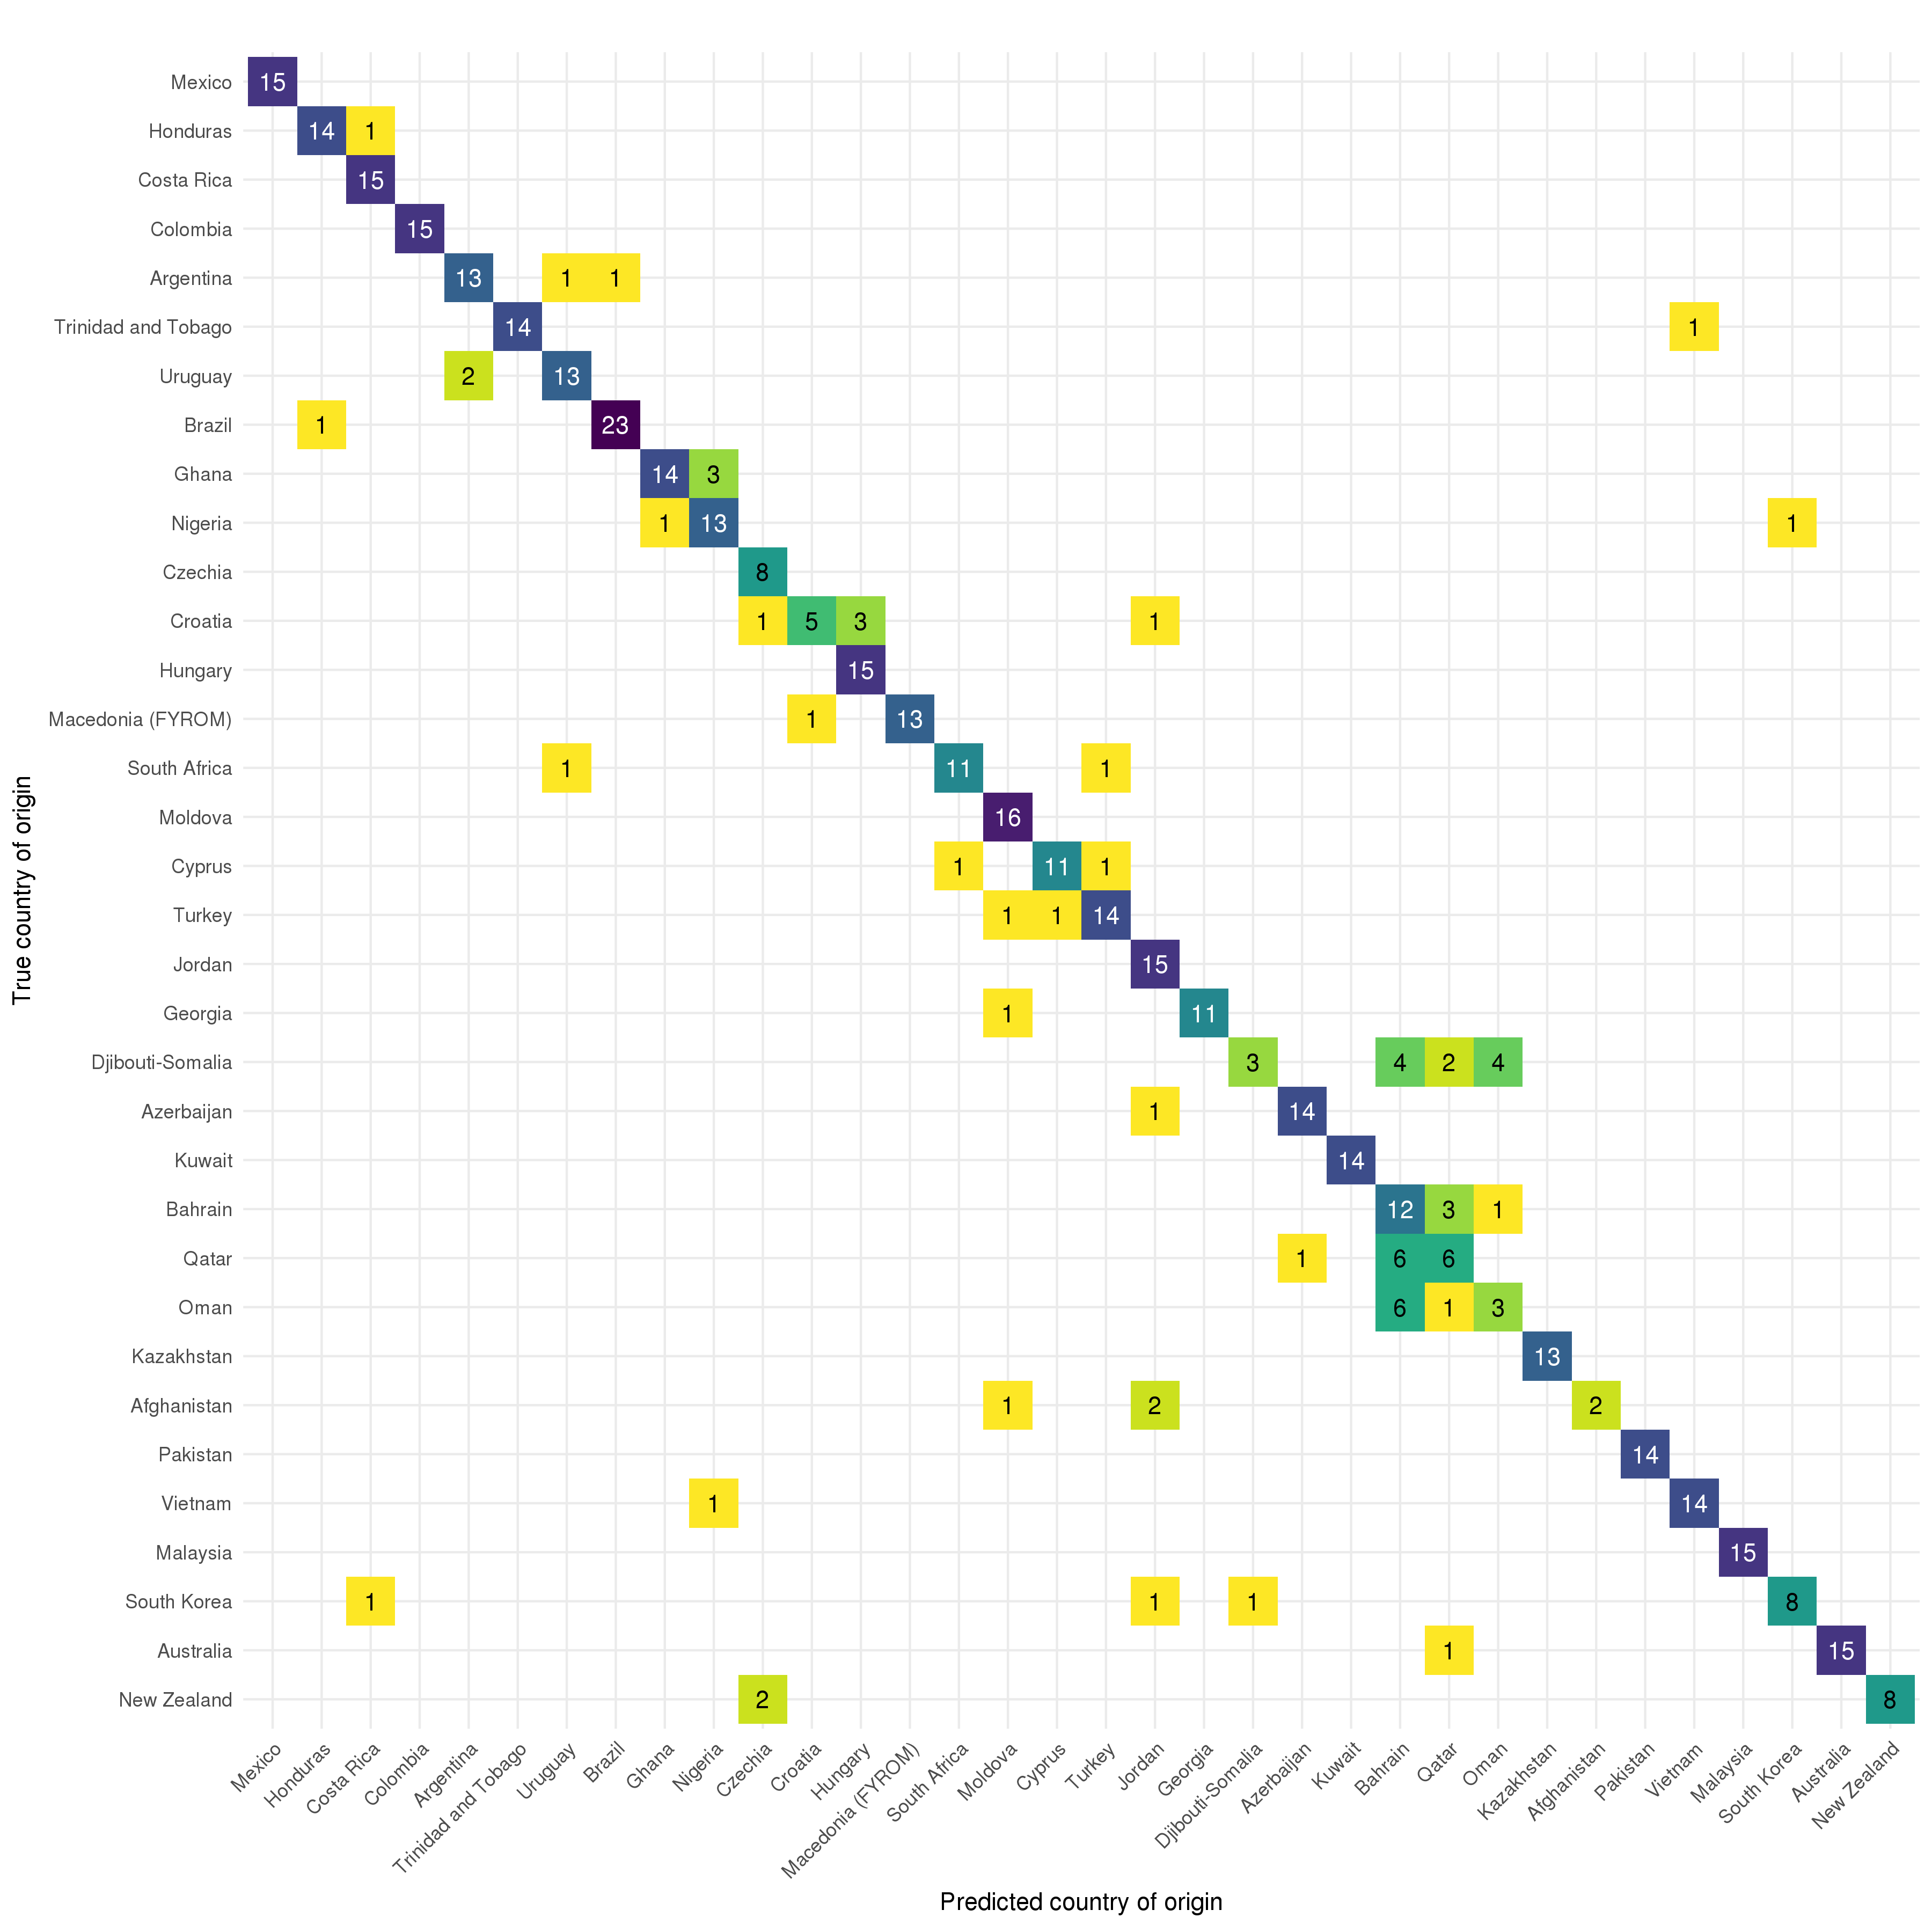 Mexico 15
Honduras 14 1
Costa Rica 15
Colombia 15
Argentina 13 1 1
Trinidad and Tobago 14 1
Uruguay 2 13
Brazil 1 23
Ghana 14 3
Nigeria 1 13 1
Czechia 8
Croatia 1 5 3 1
Hungary 15
Macedonia (FYROM) 1 13
South Africa 1 11 1
Moldova 16
Cyprus 1 11 1
Turkey 1 1 14
Jordan 15
Georgia 1 11
Djibouti-Somalia 3 4 2 4
Azerbaijan 1 14
Kuwait 14
Bahrain 12 3 1
Qatar 1 6 6
Oman 6 1 3
Kazakhstan 13
Afghanistan 1 2 2
Pakistan 14
Vietnam 1 14
Malaysia 15
South Korea 1 1 1 8
Australia 1 15
New Zealand 2 8
True country of origin
Mexico
Honduras
Costa Rica
Colombia
Argentina
Trinidad and Tobago
Uruguay
Brazil
Ghana
Nigeria
Czechia
Croatia
Hungary
Macedonia (FYROM)
South Africa
Moldova
Cyprus
Turkey
Jordan
Georgia
Djibouti-Somalia
Azerbaijan
Kuwait
Bahrain
Qatar
Oman
Kazakhstan
Afghanistan
Pakistan
Vietnam
Malaysia
South Korea
Australia
New Zealand
Predicted country of origin